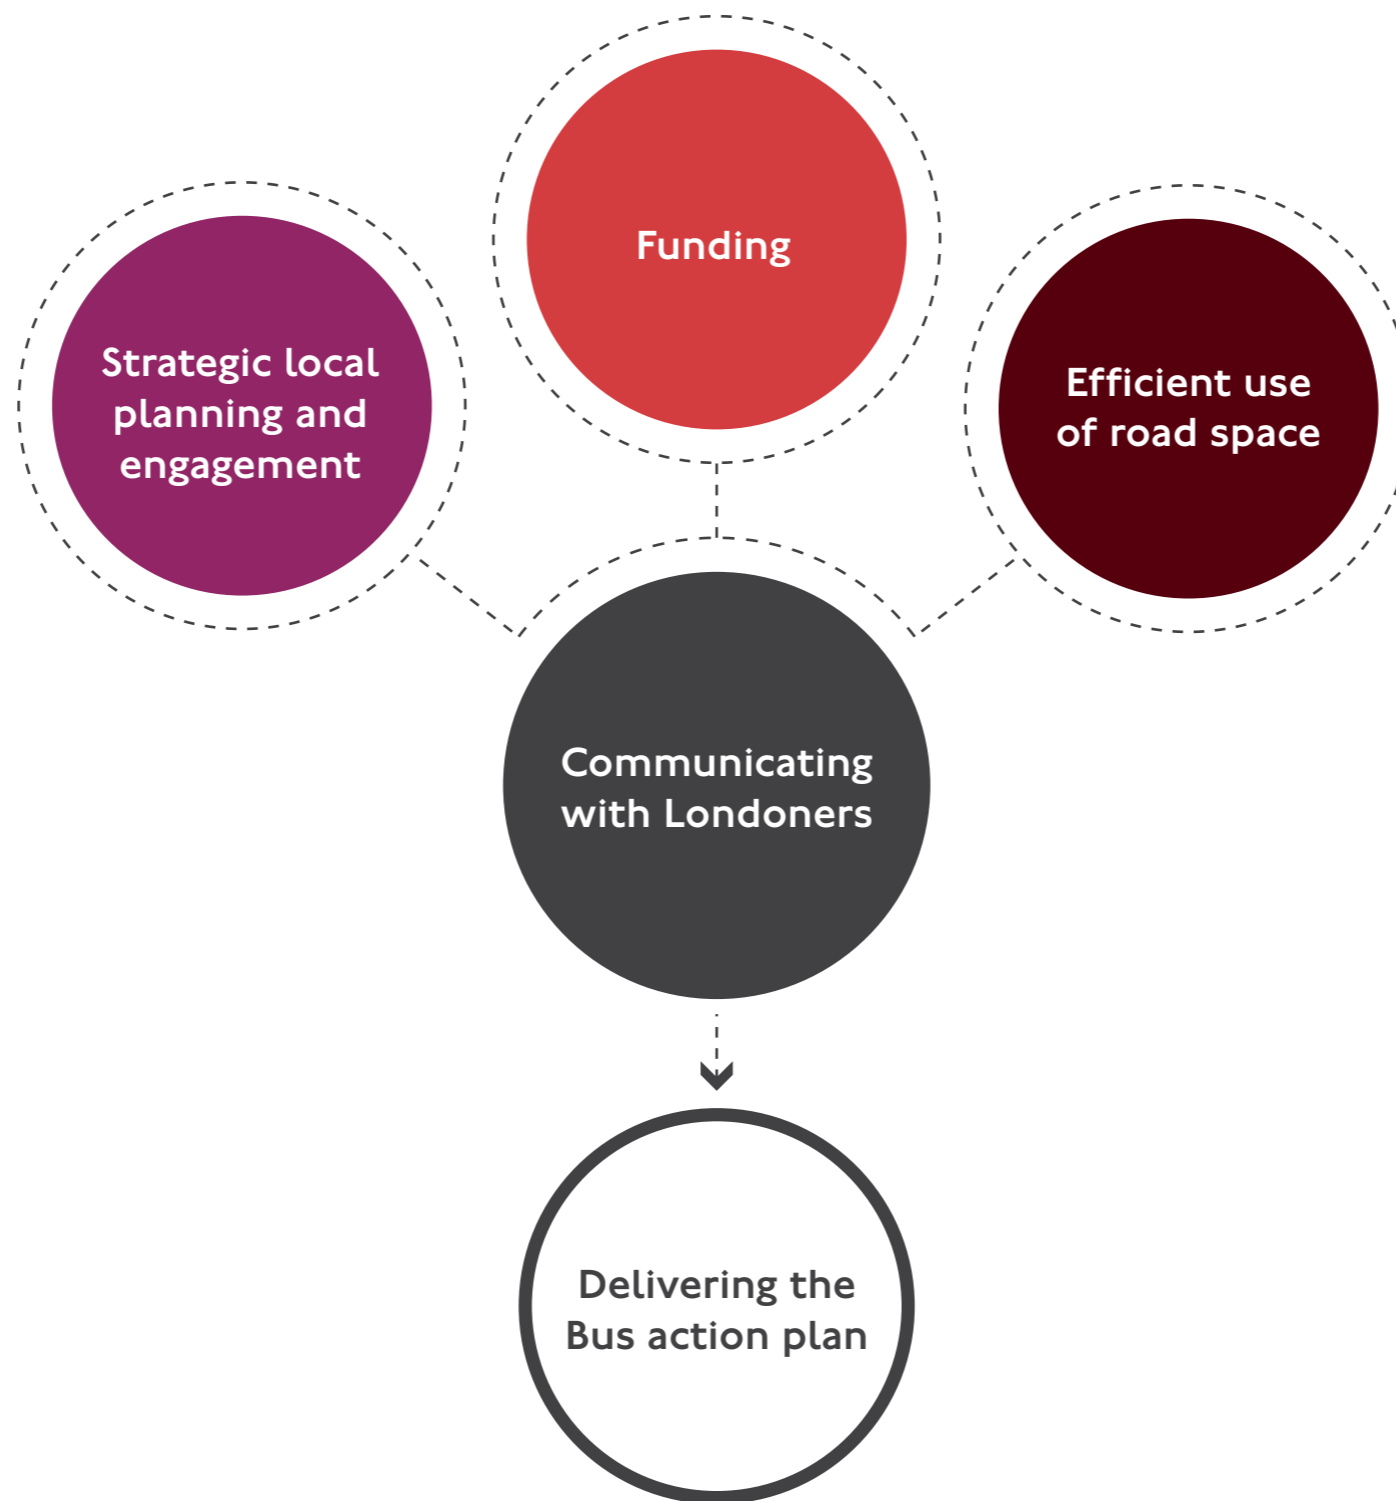 Funding
Strategic local
planning and
engagement
Efficient use
of road space
Communicating
with Londoners
Delivering the
Bus action plan